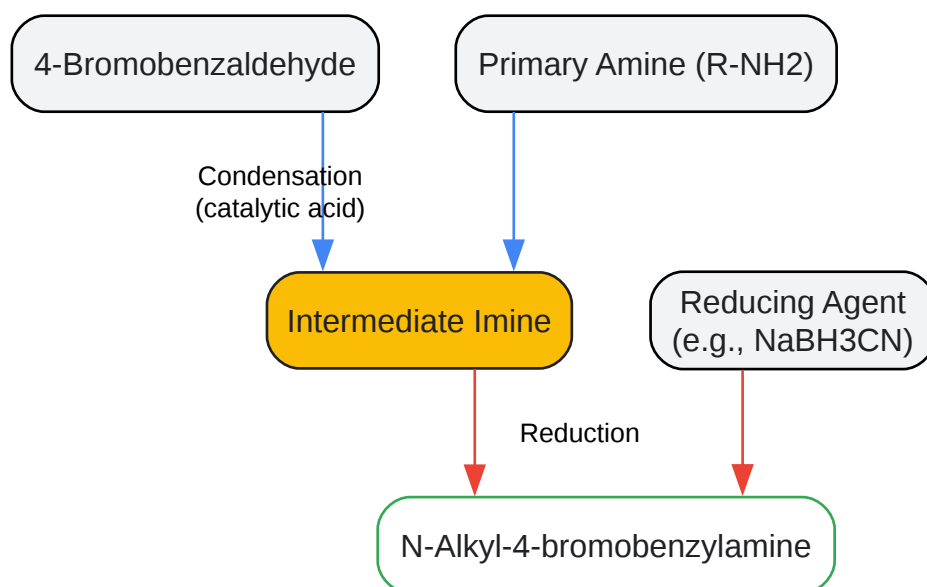 4-Bromobenzaldehyde
Primary Amine (R-NH2)
Condensation
(catalytic acid)
Intermediate Imine
Reducing Agent
(e.g., NaBH3CN)
Reduction
N-Alkyl-4-bromobenzylamine